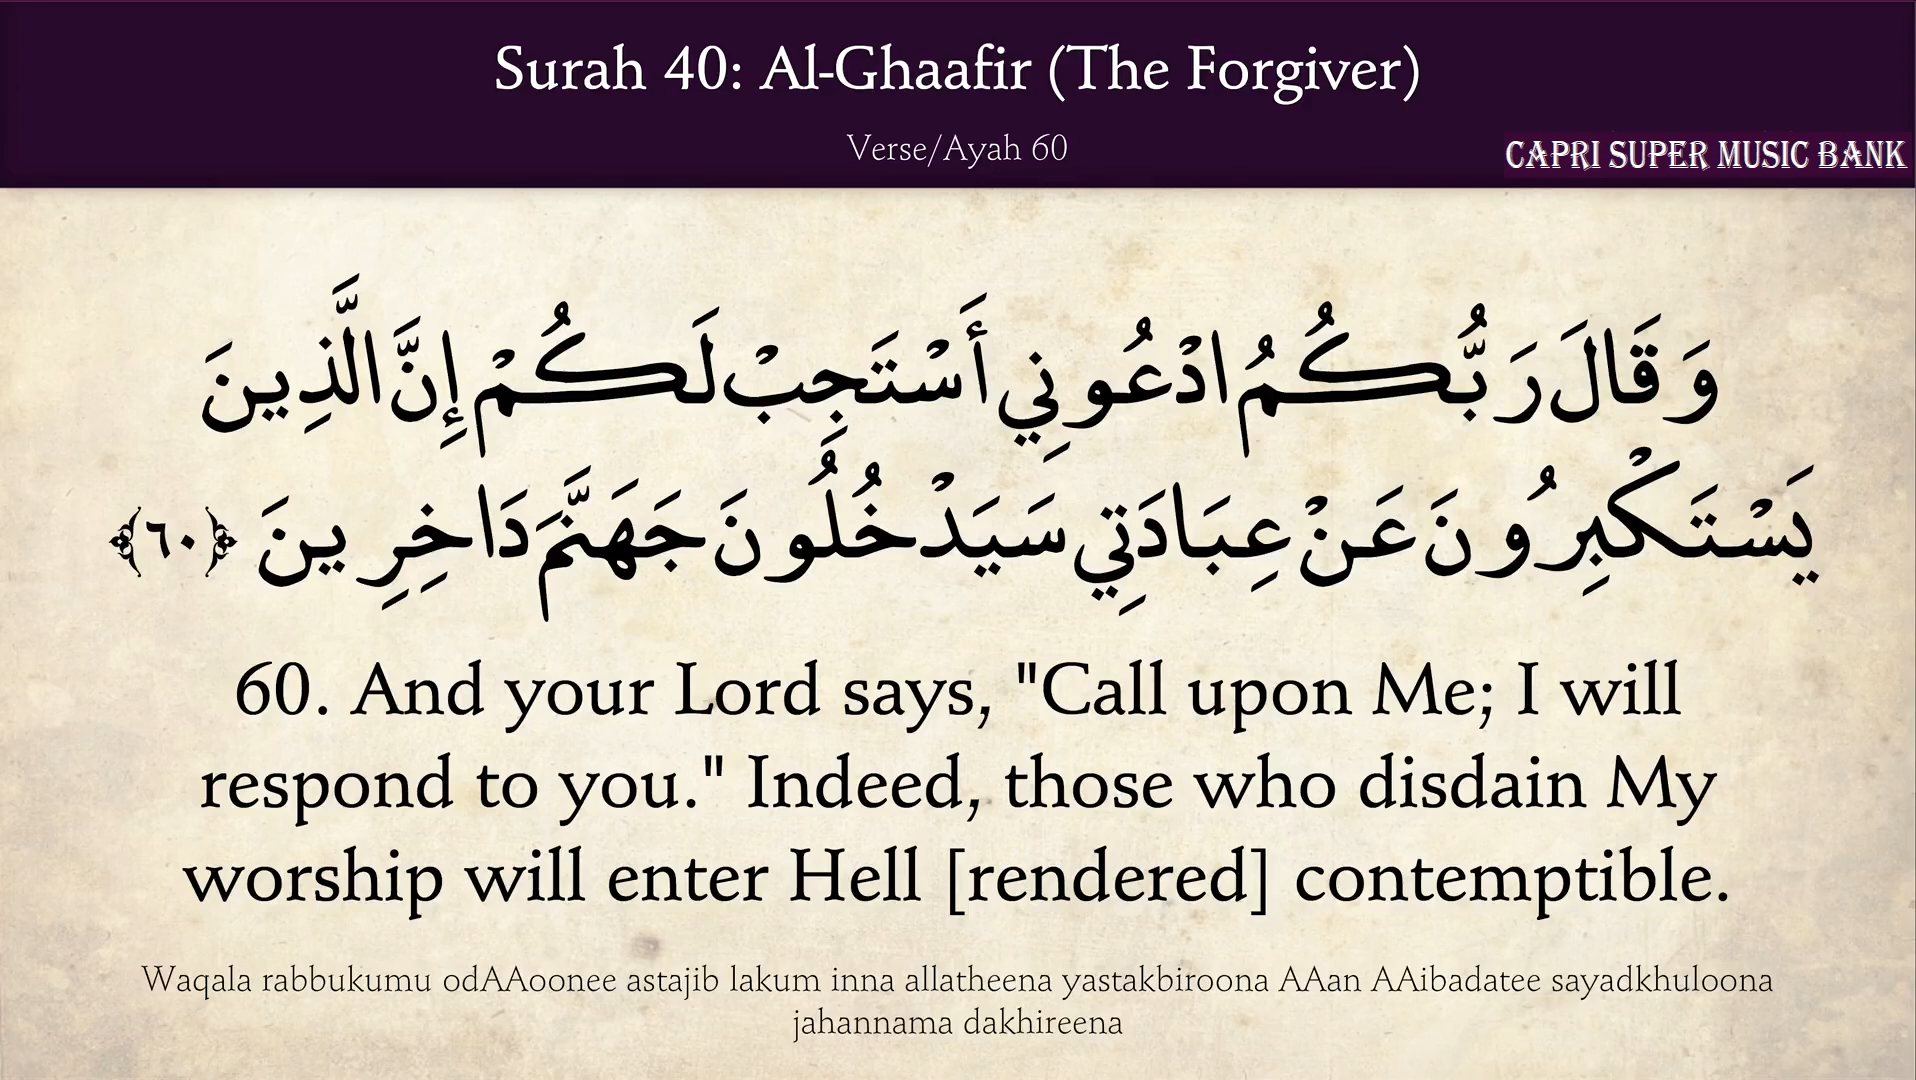 Surah 40: Al-Ghaafir (The Forgiver)
Verse/Ayah 60
CAPRI SUPER MUSIC BANK
وَقَالَ رَبُّكُمُ ادْعُونِي أَسْتَجِبْ لَكُمْ إِنَّ الَّذِينَ
يَسْتَكْبِرُونَ عَنْ عِبَادَتِي سَيَدْخُلُونَ جَهَنَّمَ دَاخِرِينَ ﴿٦٠﴾
60. And your Lord says, "Call upon Me; I will
respond to you." Indeed, those who disdain My
worship will enter Hell [rendered] contemptible.
Waqala rabbukumu odAAoonee astajib lakum inna allatheena yastakbiroona AAan AAibadatee sayadkhuloona
jahannama dakhireena